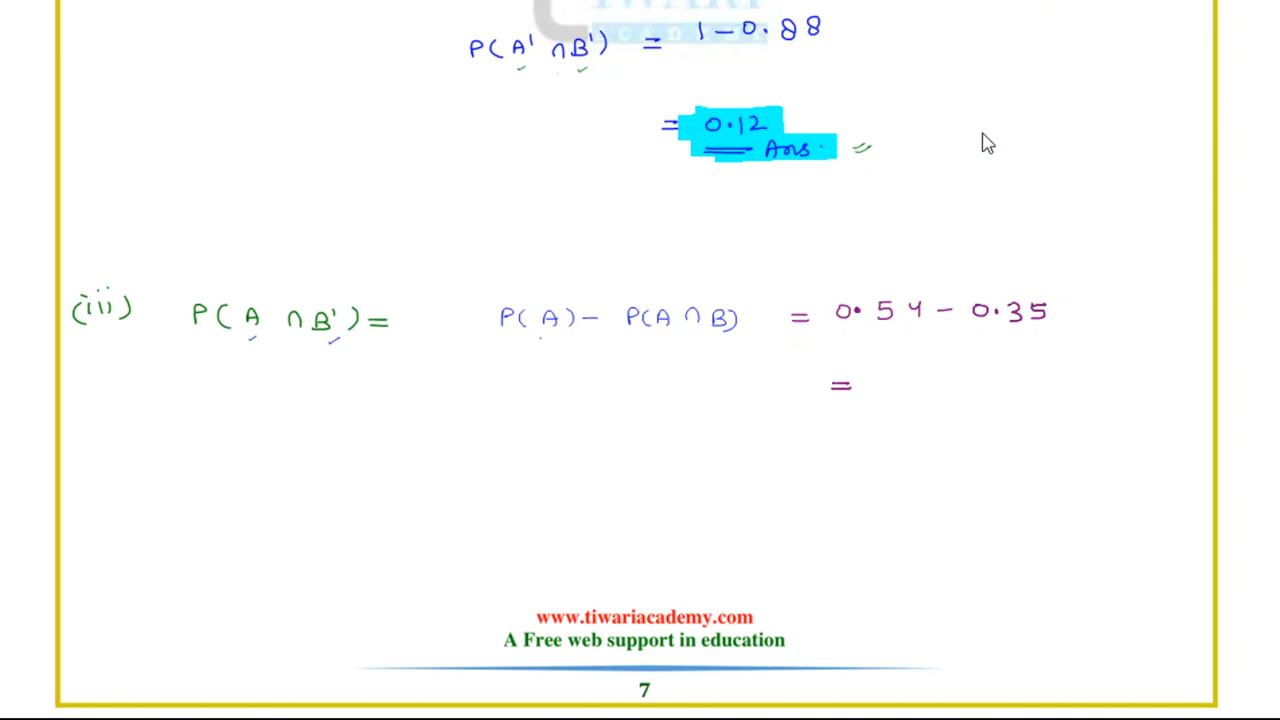 P(A' ∩ B') = 1 - 0.88
= 0.12
Ans.
(iii) P(A ∩ B') = P(A) - P(A ∩ B) = 0.54 - 0.35
=
www.tiwariacademy.com
A Free web support in education
7